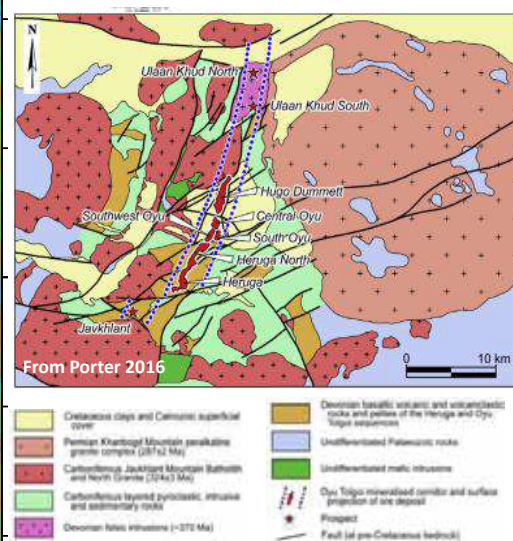 N
Ulaan Khud North
Ulaan Khud South
Hugo Dummett
Southwest Oyu
Central Oyu
South Oyu
Heruga North
Heruga
Javkhlant
From Porter 2016
0 10 km
Cretaceous clays and Cainozoic superficial
cover
Permian Khanbogd Mountain peralkaline
granite complex (287±2 Ma)
Carboniferous Javkhlant Mountain Batholith
and North Granite (324±3 Ma)
Carboniferous layered pyroclastic, intrusive
and sedimentary rocks
Devonian felsic intrusions (~370 Ma)
Devonian basaltic volcanic and volcaniclastic
rocks and pelites of the Heruga and Oyu
Tolgoi sequences
Undifferentiated Palaeozoic rocks
Undifferentiated mafic intrusions
Oyu Tolgoi mineralised corridor and surface
projection of ore deposit
Prospect
Fault (at pre-Cretaceous bedrock)